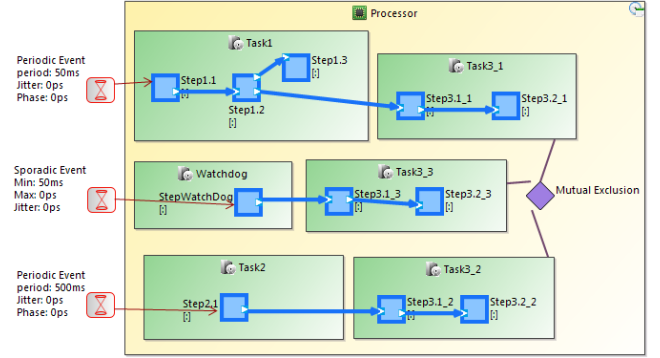 Processor
Task1
Periodic Event
period: 50ms
Jitter: 0ps
Phase: 0ps
Step1.1
[:]
Step1.2
[:]
Step1.3
[:]
Task3_1
Step3.1_1
[:]
Step3.2_1
[:]
Sporadic Event
Min: 50ms
Max: 0ps
Jitter: 0ps
Watchdog
StepWatchDog
[:]
Task3_3
Step3.1_3
[:]
Step3.2_3
[:]
Mutual Exclusion
Periodic Event
period: 500ms
Jitter: 0ps
Phase: 0ps
Task2
Step2.1
[:]
Task3_2
Step3.1_2
[:]
Step3.2_2
[:]